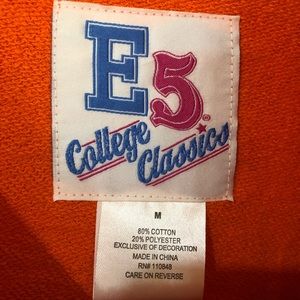 E5®
College
Classics
M
80% COTTON
20% POLYESTER
EXCLUSIVE OF DECORATION
MADE IN CHINA
RN# 110848
CARE ON REVERSE